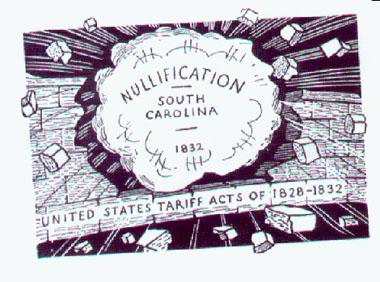 NULLIFICATION
SOUTH
CAROLINA
1832
UNITED STATES TARIFF ACTS OF 1828-1832